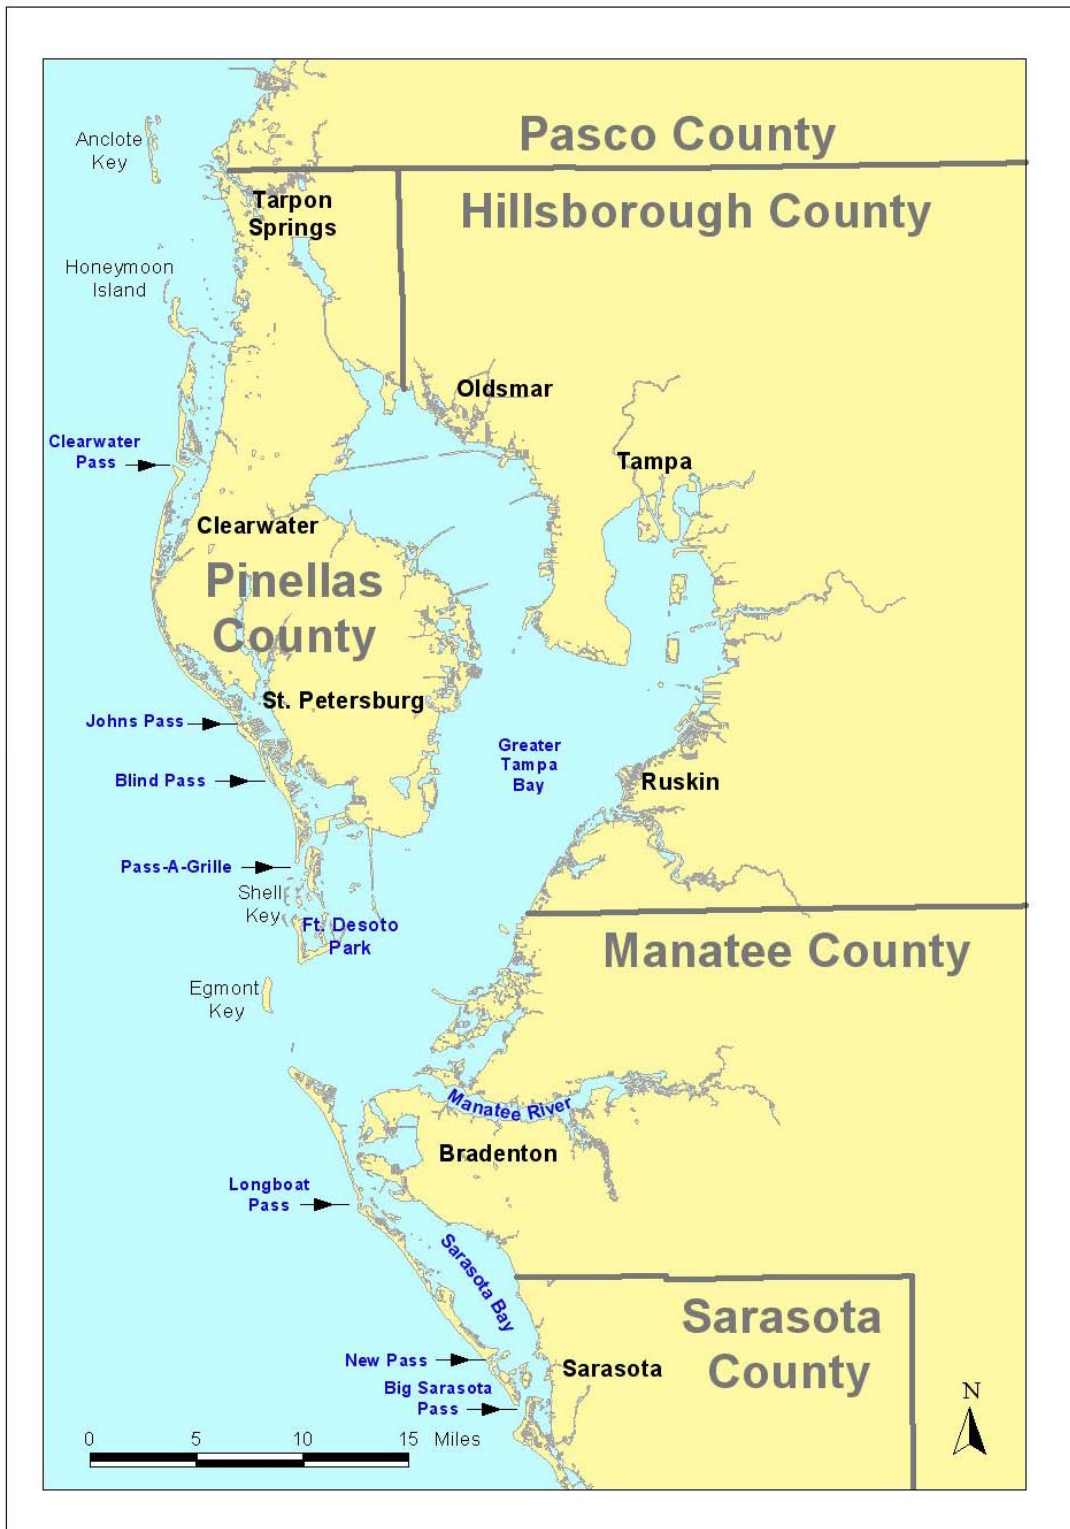 Pasco County
Anclote
Key
Hillsborough County
Tarpon
Springs
Honeymoon
Island
Oldsmar
Clearwater
Pass
Tampa
Clearwater
Pinellas
County
St. Petersburg
Johns Pass
Greater
Tampa
Bay
Blind Pass
Ruskin
Pass-A-Grille
Shell
Key
Ft. Desoto
Park
Manatee County
Egmont
Key
Manatee River
Bradenton
Longboat
Pass
Sarasota Bay
Sarasota
County
New Pass
Sarasota
Big Sarasota
Pass
N
0 5 10 15 Miles